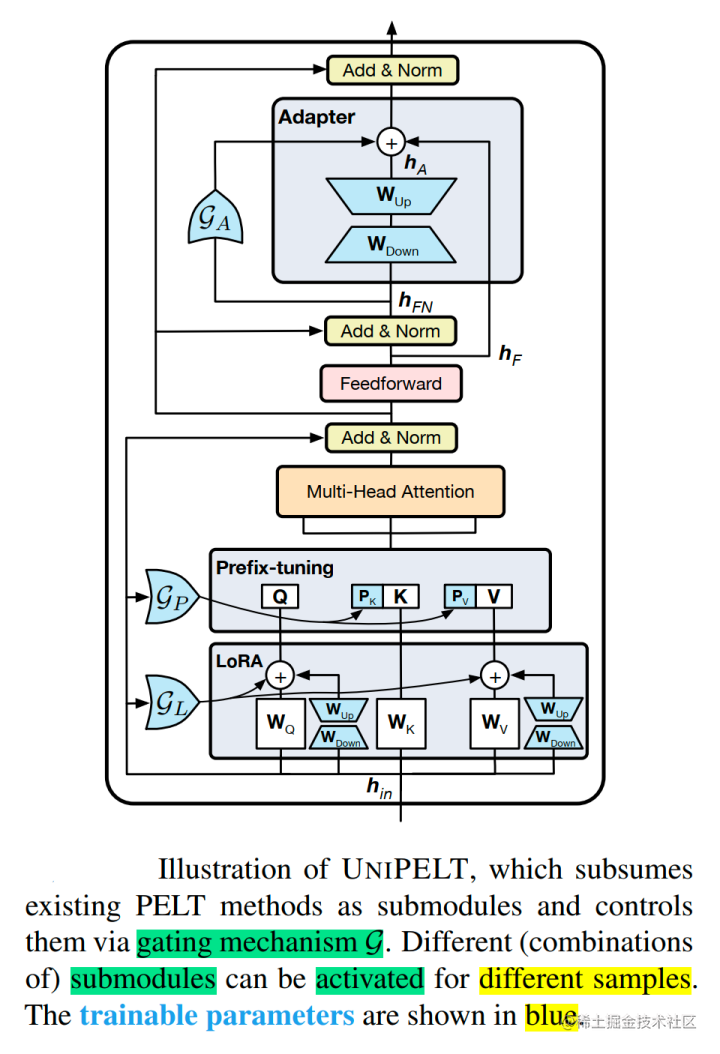 Add & Norm
Adapter
+
h_A
W_Up
𝒢_A
W_Down
h_FN
Add & Norm
h_F
Feedforward
Add & Norm
Multi-Head Attention
Prefix-tuning
𝒢_P
Q
P_K K
P_V V
LoRA
+
+
𝒢_L
W_Q
W_Up
W_Down
W_K
W_V
W_Up
W_Down
h_in
Illustration of UNIPELT, which subsumes
existing PELT methods as submodules and controls
them via gating mechanism 𝒢. Different (combinations
of) submodules can be activated for different samples.
The trainable parameters are shown in blue.
@稀土掘金技术社区